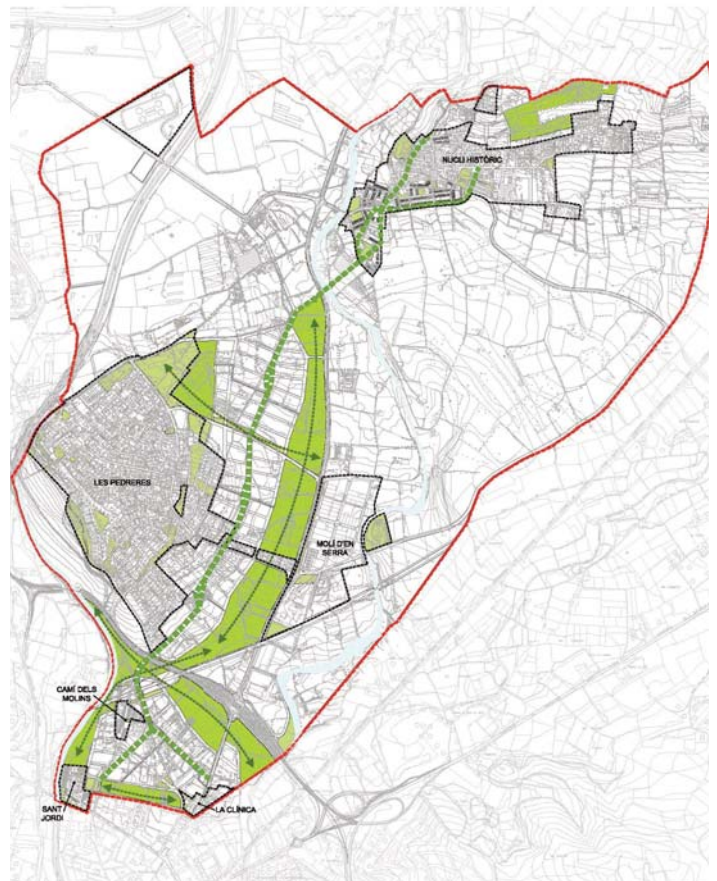 NUCLI HISTÒRIC
LES PEDRERES
MOLÍ D'EN
SERRA
CAMÍ DELS
MOLINS
SANT
JORDI
LA CLÍNICA